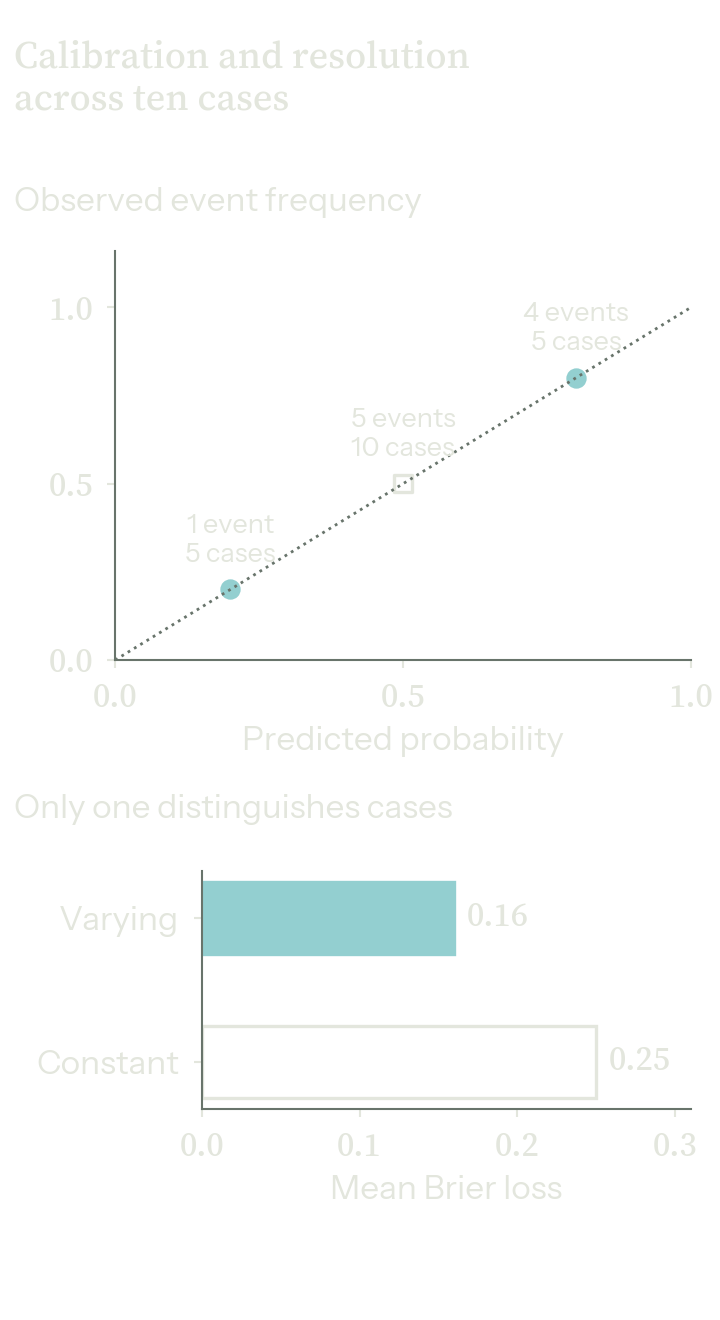 Calibration and resolution
across ten cases
Observed event frequency
1.0
4 events
5 cases
5 events
10 cases
0.5
1 event
5 cases
0.0
0.0 0.5 1.0
Predicted probability
Only one distinguishes cases
Varying 0.16
Constant 0.25
0.0 0.1 0.2 0.3
Mean Brier loss